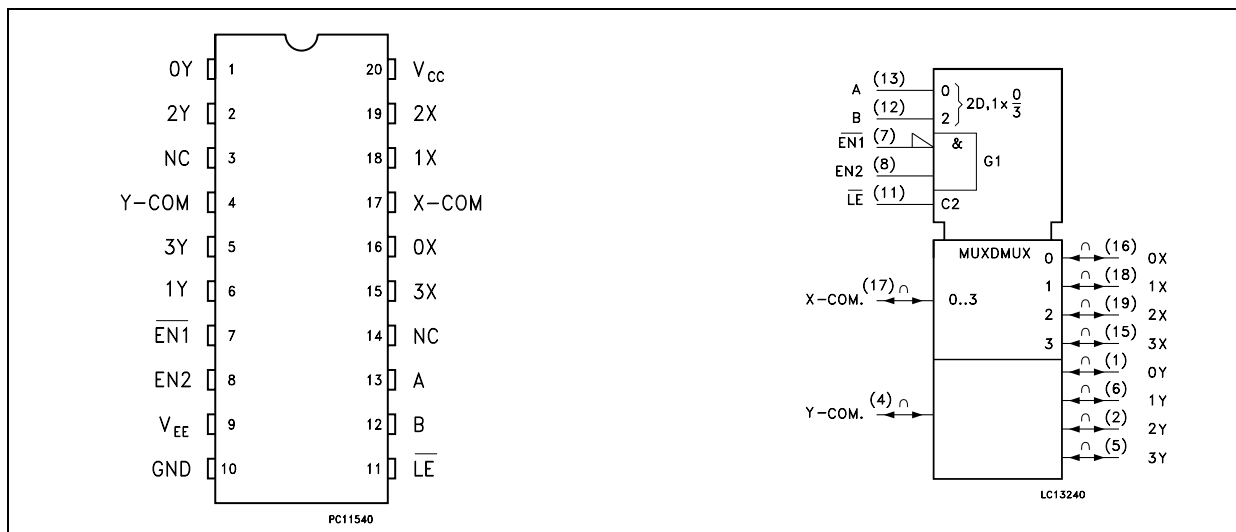 0Y 1 20 VCC
2Y 2 19 2X
NC 3 18 1X
Y-COM 4 17 X-COM
3Y 5 16 0X
1Y 6 15 3X
EN1 7 14 NC
EN2 8 13 A
VEE 9 12 B
GND 10 11 LE
PC11540
A (13) 0
B (12) 2
} 2D,1× 0/3
EN1 (7) &
G1
EN2 (8)
LE (11) C2
MUXDMUX
X-COM. (17) ∩ 0..3
0 ∩ (16) 0X
1 ∩ (18) 1X
2 ∩ (19) 2X
3 ∩ (15) 3X
Y-COM. (4) ∩
∩ (1) 0Y
∩ (6) 1Y
∩ (2) 2Y
∩ (5) 3Y
LC13240